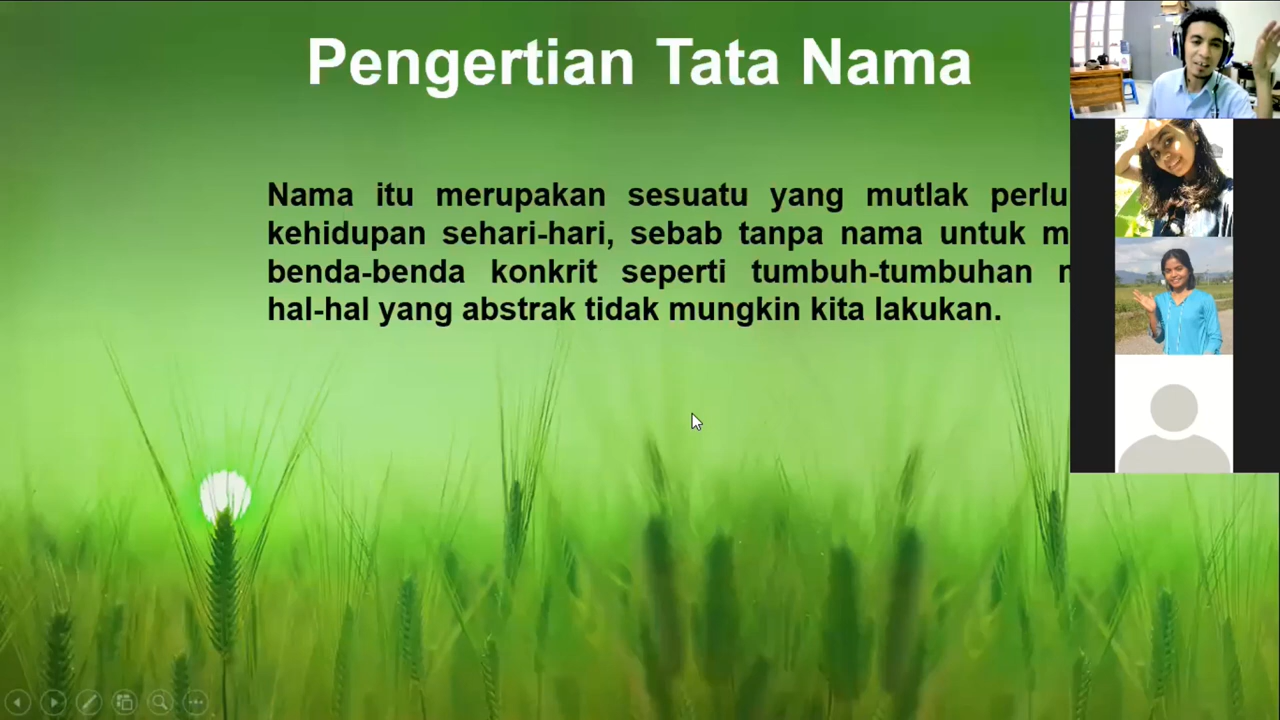 Pengertian Tata Nama
Nama itu merupakan sesuatu yang mutlak perlu
kehidupan sehari-hari, sebab tanpa nama untuk
benda-benda konkrit seperti tumbuh-tumbuhan
hal-hal yang abstrak tidak mungkin kita lakukan.